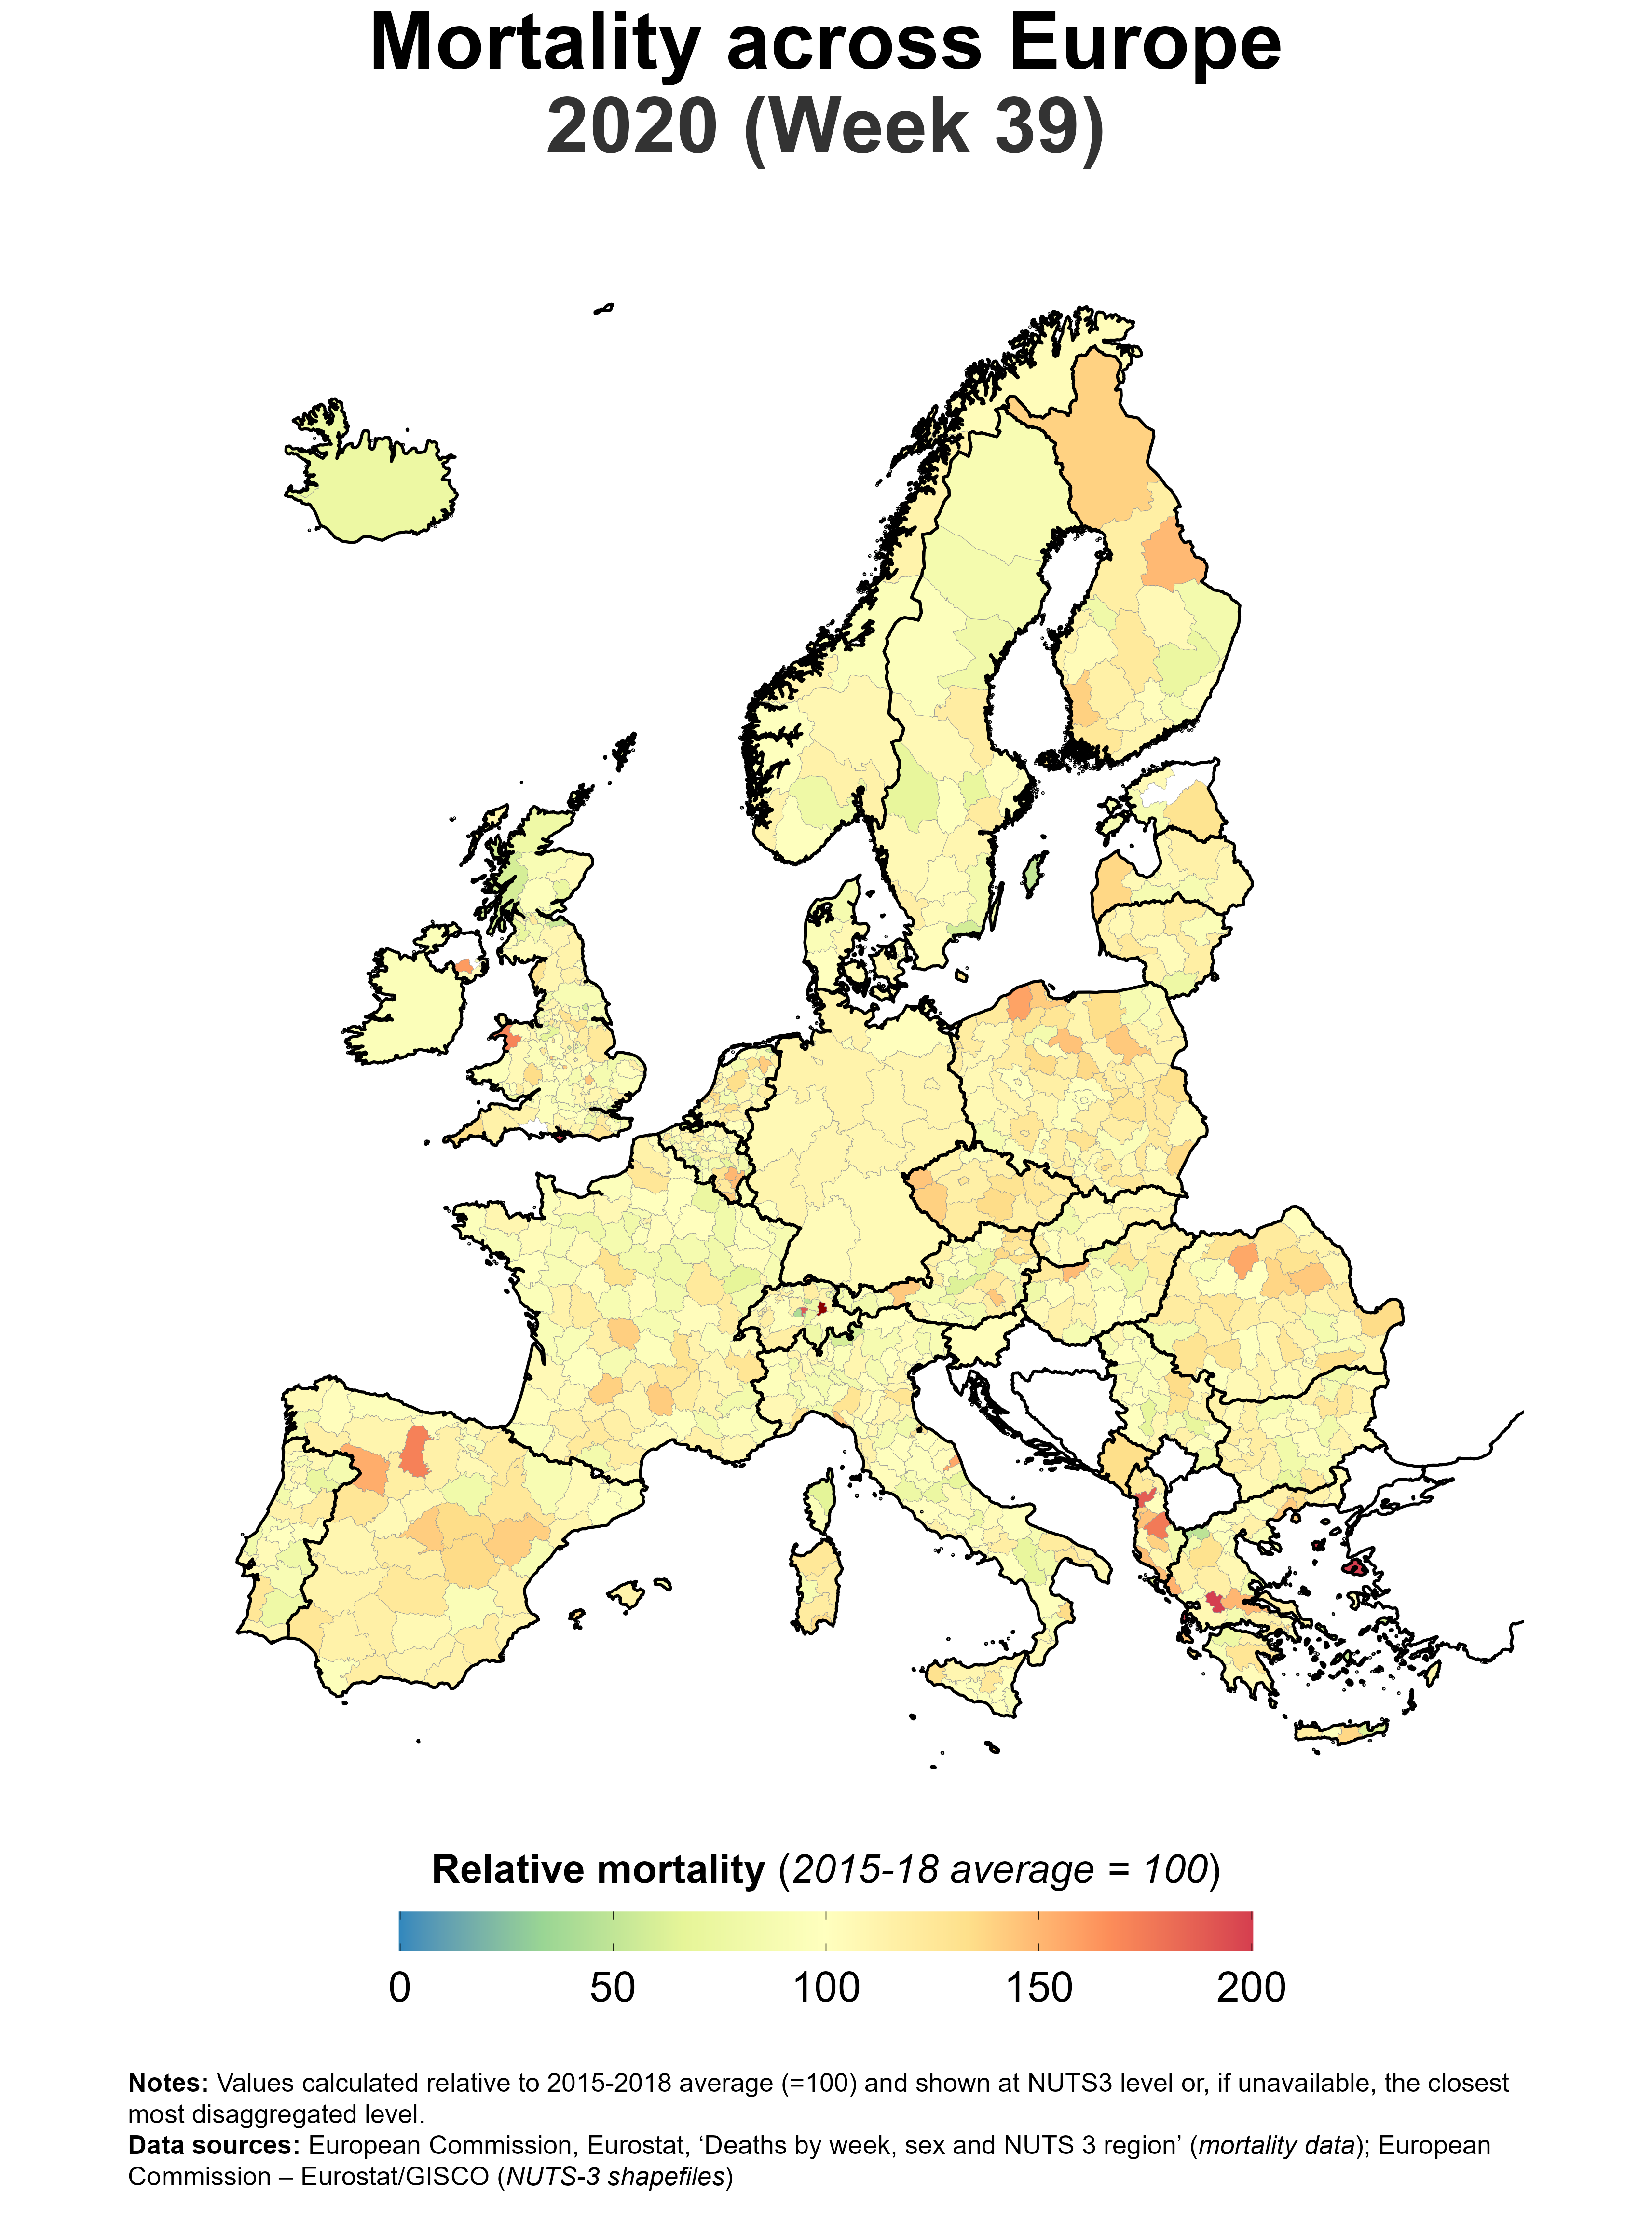 Mortality across Europe
2020 (Week 39)
Relative mortality (2015-18 average = 100)
0 50 100 150 200
Notes: Values calculated relative to 2015-2018 average (=100) and shown at NUTS3 level or, if unavailable, the closest
most disaggregated level.
Data sources: European Commission, Eurostat, ‘Deaths by week, sex and NUTS 3 region’ (mortality data); European
Commission – Eurostat/GISCO (NUTS-3 shapefiles)